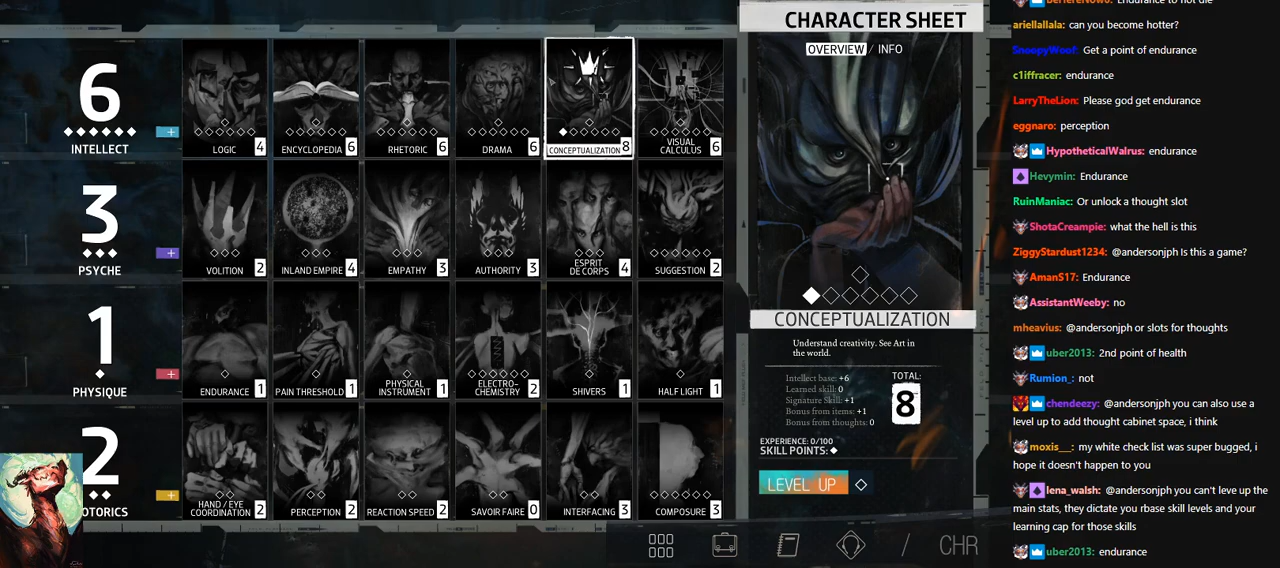 CHARACTER SHEET
OVERVIEW / INFO
6
INTELLECT
LOGIC 4
ENCYCLOPEDIA 6
RHETORIC 6
DRAMA 6
CONCEPTUALIZATION 8
VISUAL
CALCULUS 6
3
PSYCHE
VOLITION 2
INLAND EMPIRE 4
EMPATHY 3
AUTHORITY 3
ESPRIT
DE CORPS 4
SUGGESTION 2
1
PHYSIQUE
ENDURANCE 1
PAIN THRESHOLD 1
PHYSICAL
INSTRUMENT 1
ELECTRO-
CHEMISTRY 2
SHIVERS 1
HALF LIGHT 1
2
OTORICS
HAND / EYE
COORDINATION 2
PERCEPTION 2
REACTION SPEED 2
SAVOIR FAIRE 0
INTERFACING 3
COMPOSURE 3
CONCEPTUALIZATION
Understand creativity. See Art in
the world.
Intellect base: +6
Learned skill: 0
Signature Skill: +1
Bonus from items: +1
Bonus from thoughts: 0
TOTAL:
8
EXPERIENCE: 0/100
SKILL POINTS:
LEVEL UP
/ CHR
Endurance to not die
ariellallala: can you become hotter?
SnoopyWoof: Get a point of endurance
c1iffracer: endurance
LarryTheLion: Please god get endurance
eggnaro: perception
HypotheticalWalrus: endurance
Hevymin: Endurance
RuinManiac: Or unlock a thought slot
ShotaCreampie: what the hell is this
ZiggyStardust1234: @andersonjph Is this a game?
AmanS17: Endurance
AssistantWeeby: no
mheavius: @andersonjph or slots for thoughts
uber2013: 2nd point of health
Rumion_: not
chendeezy: @andersonjph you can also use a
level up to add thought cabinet space, i think
moxis__: my white check list was super bugged, i
hope it doesn't happen to you
lena_walsh: @andersonjph you can't leve up the
main stats, they dictate you rbase skill levels and your
learning cap for those skills
uber2013: endurance